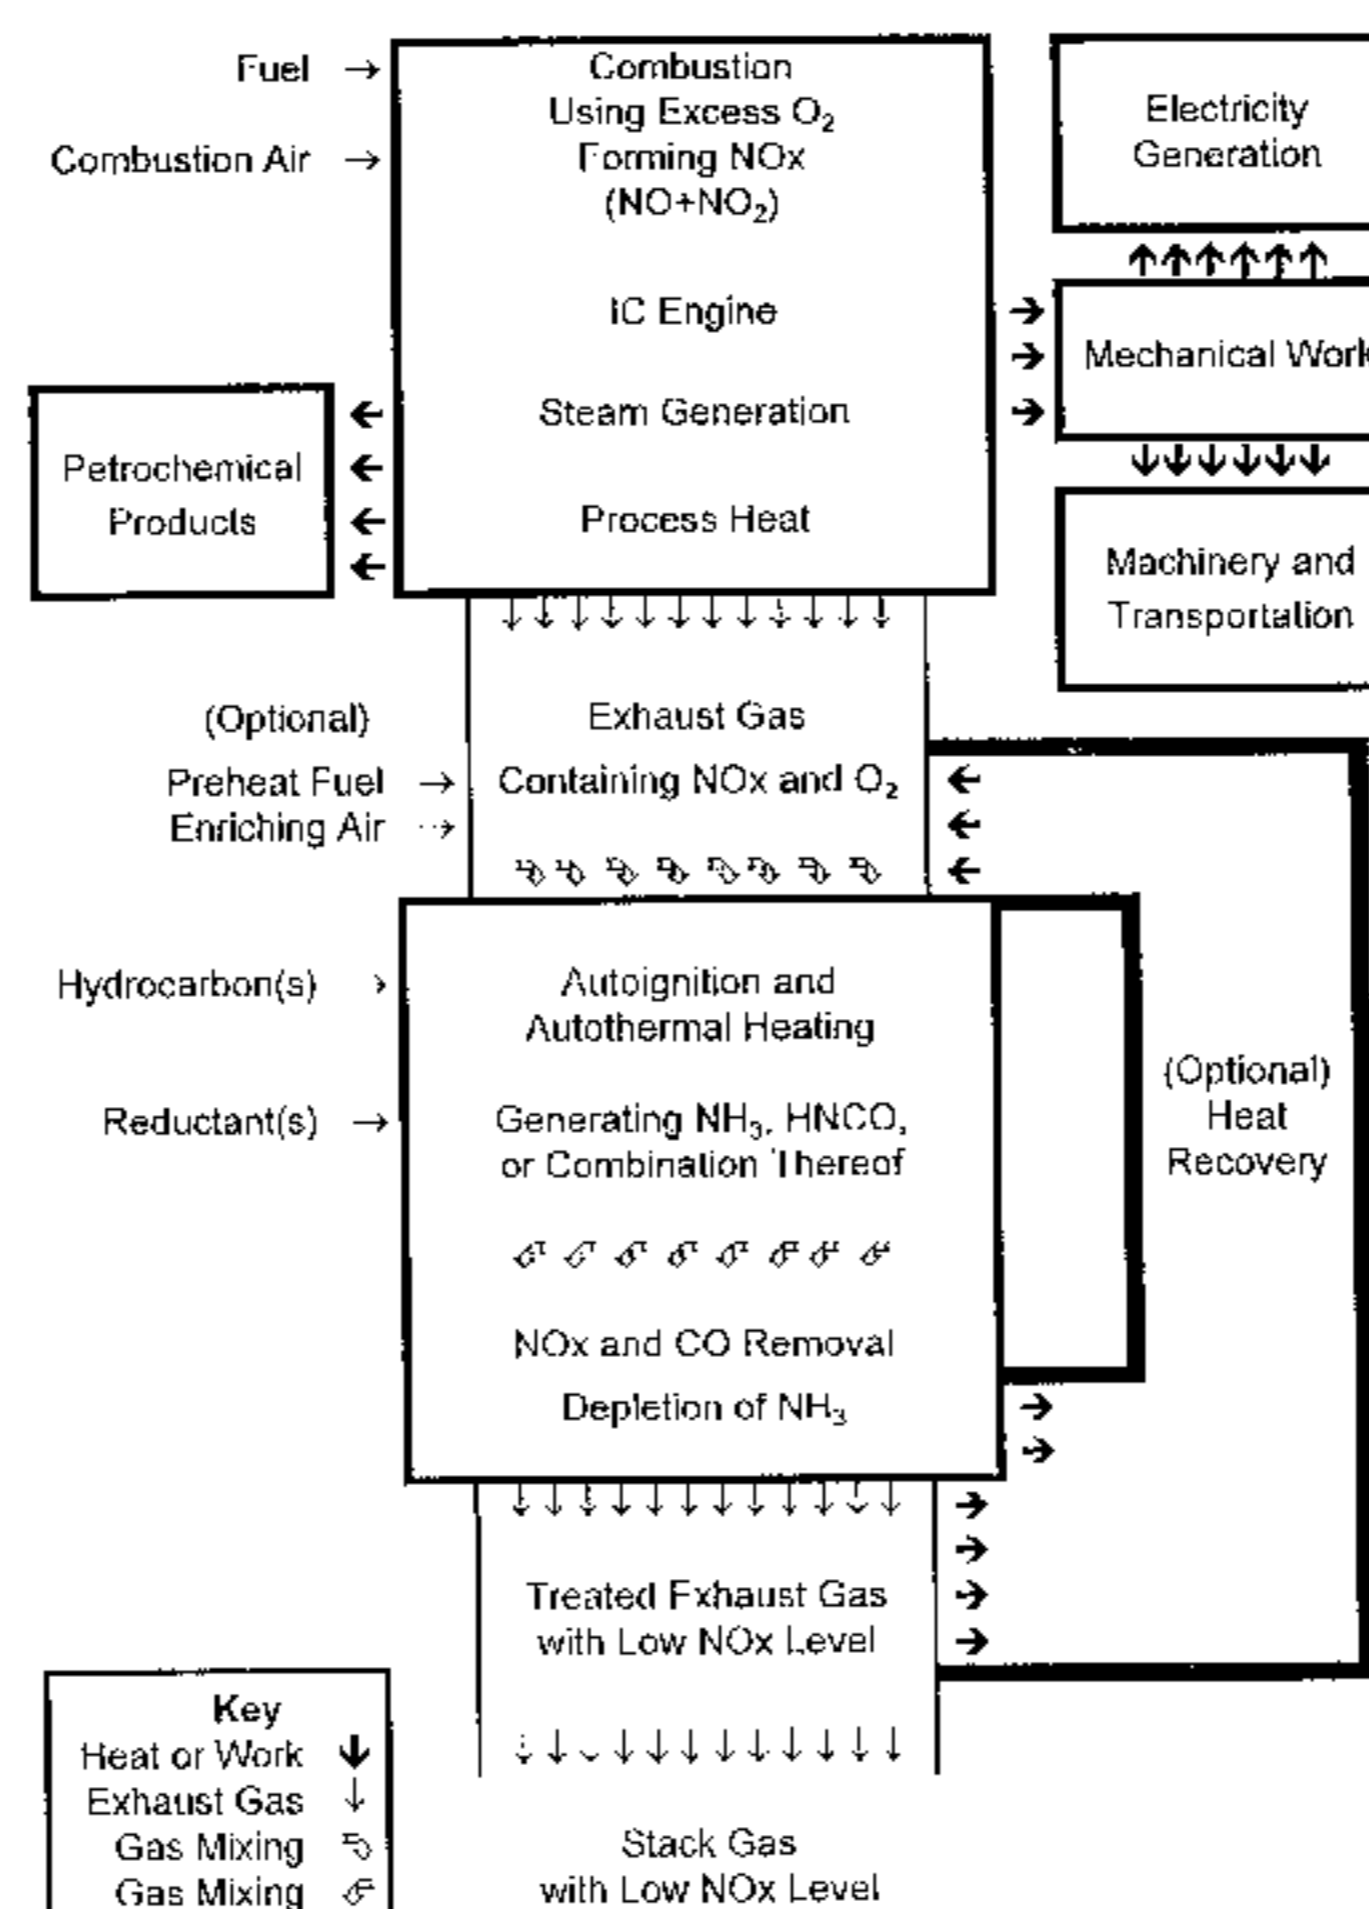 Fuel →
Combustion Air →
Combustion
Using Excess O₂
Forming NOx
(NO+NO₂)
IC Engine
Steam Generation
Process Heat
Electricity
Generation
Mechanical Work
Machinery and
Transportation
Petrochemical
Products
(Optional)
Preheat Fuel →
Enriching Air →
Exhaust Gas
Containing NOx and O₂
Hydrocarbon(s)
Reductant(s) →
Autoignition and
Autothermal Heating
Generating NH₃, HNCO,
or Combination Thereof
NOx and CO Removal
Depletion of NH₃
(Optional)
Heat
Recovery
Treated Exhaust Gas
with Low NOx Level
Stack Gas
with Low NOx Level
Key
Heat or Work
Exhaust Gas
Gas Mixing
Gas Mixing